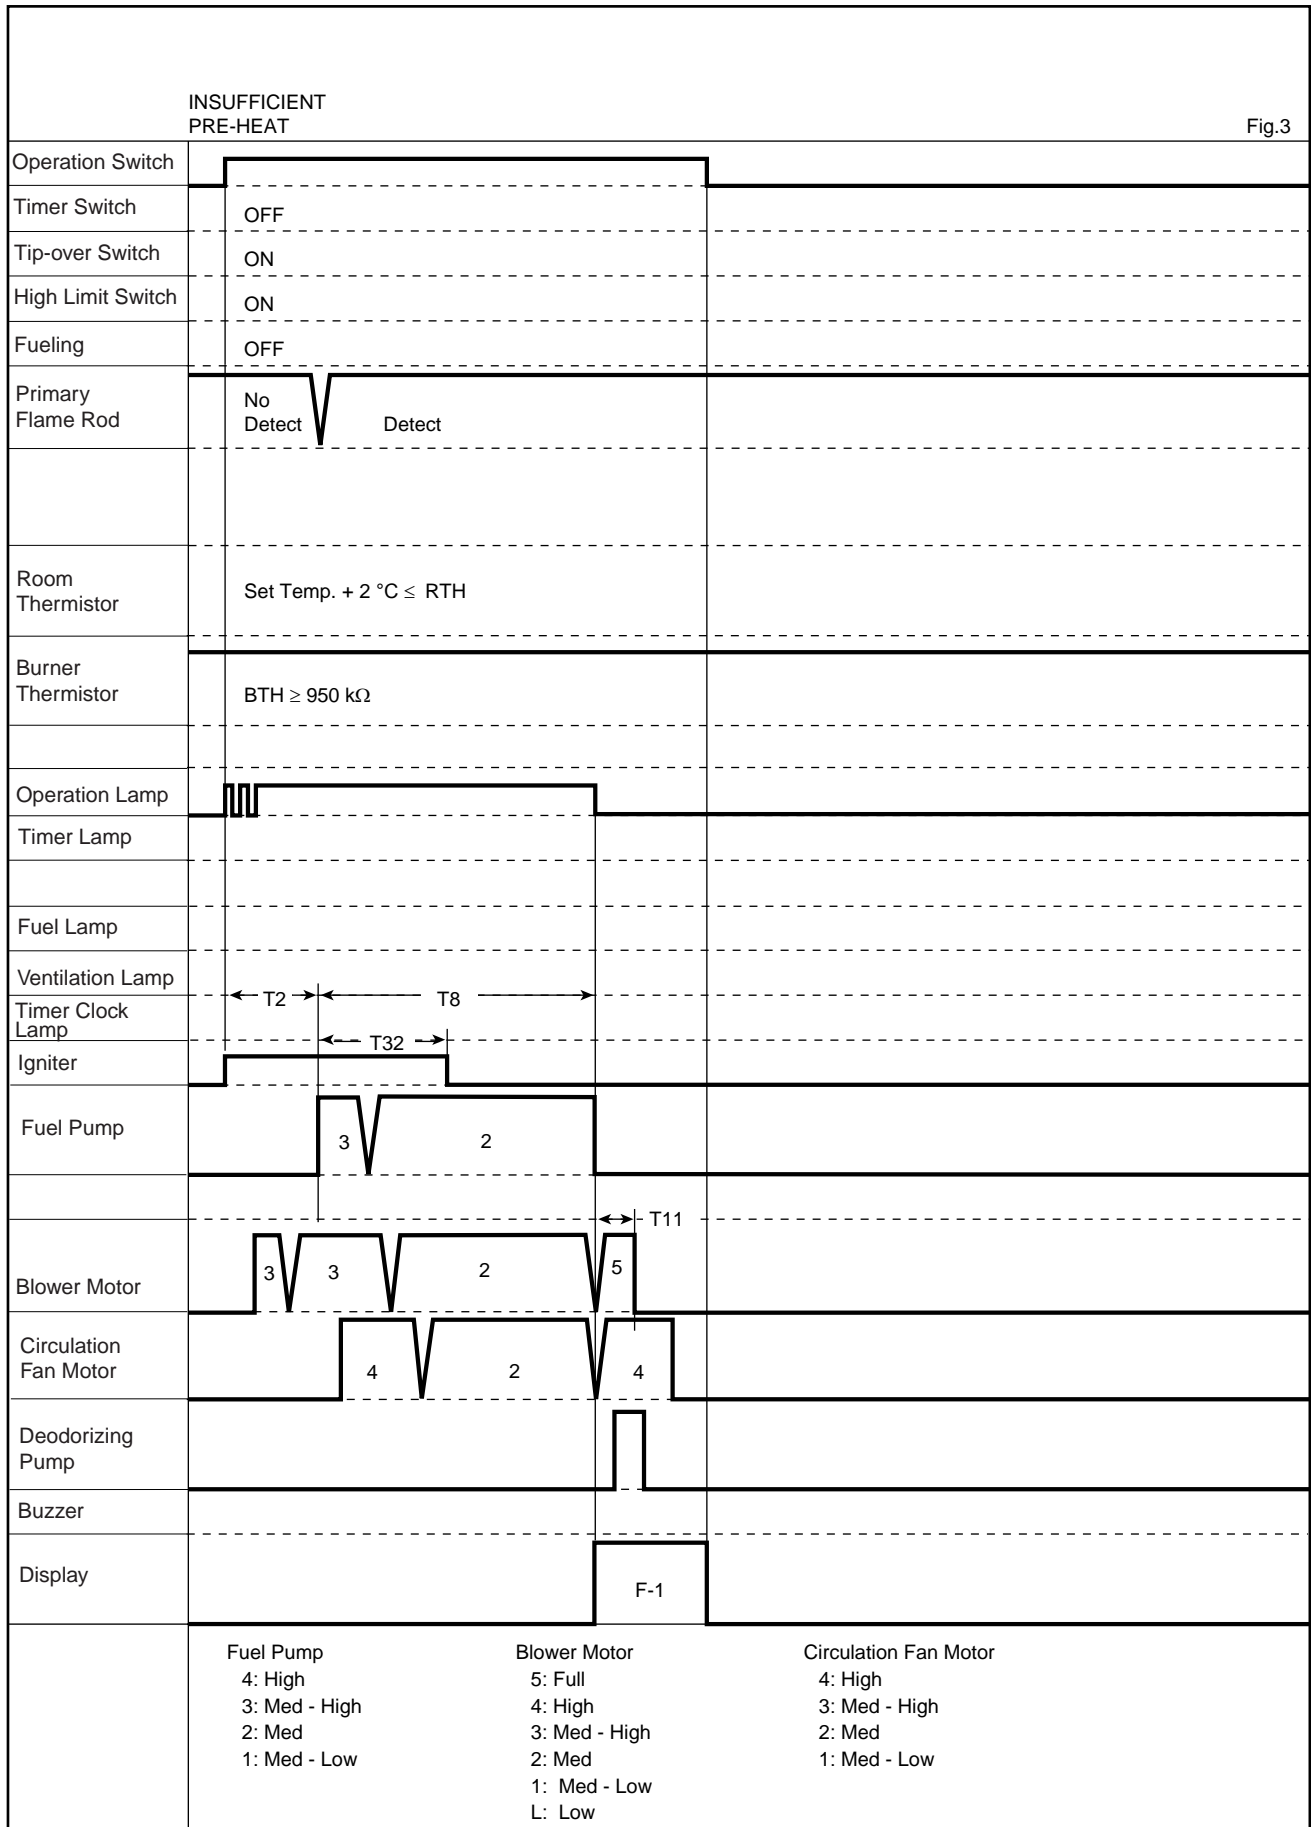 INSUFFICIENT
PRE-HEAT
Fig.3
Operation Switch
Timer Switch
OFF
Tip-over Switch
ON
High Limit Switch
ON
Fueling
OFF
Primary
Flame Rod
No
Detect
Detect
Room
Thermistor
Set Temp. + 2 °C ≤ RTH
Burner
Thermistor
BTH ≥ 950 kΩ
Operation Lamp
Timer Lamp
Fuel Lamp
Ventilation Lamp
T2
T8
Timer Clock
Lamp
T32
Igniter
Fuel Pump
3
2
T11
Blower Motor
3
3
2
5
Circulation
Fan Motor
4
2
4
Deodorizing
Pump
Buzzer
Display
F-1
Fuel Pump
4: High
3: Med - High
2: Med
1: Med - Low
Blower Motor
5: Full
4: High
3: Med - High
2: Med
1: Med - Low
L: Low
Circulation Fan Motor
4: High
3: Med - High
2: Med
1: Med - Low